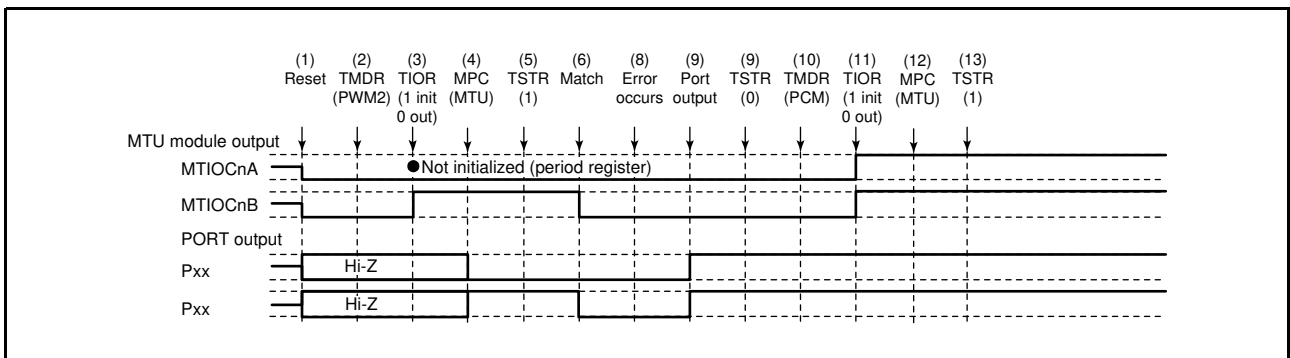 (1) (2) (3) (4) (5) (6) (8) (9) (9) (10) (11) (12) (13)
Reset TMDR TIOR MPC TSTR Match Error Port TSTR TMDR TIOR MPC TSTR
(PWM2) (1 init (MTU) (1) occurs output (0) (PCM) (1 init (MTU) (1)
0 out) 0 out)
MTU module output
MTIOCnA Not initialized (period register)
MTIOCnB
PORT output
Pxx Hi-Z
Pxx Hi-Z